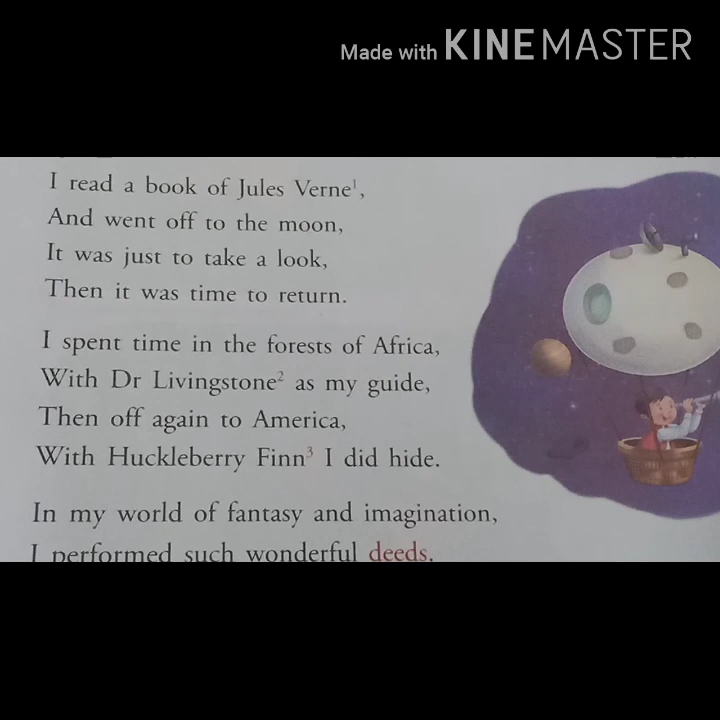 Made with KINEMASTER
I read a book of Jules Verne¹,
And went off to the moon,
It was just to take a look,
Then it was time to return.
I spent time in the forests of Africa,
With Dr Livingstone² as my guide,
Then off again to America,
With Huckleberry Finn³ I did hide.
In my world of fantasy and imagination,
I performed such wonderful deeds.